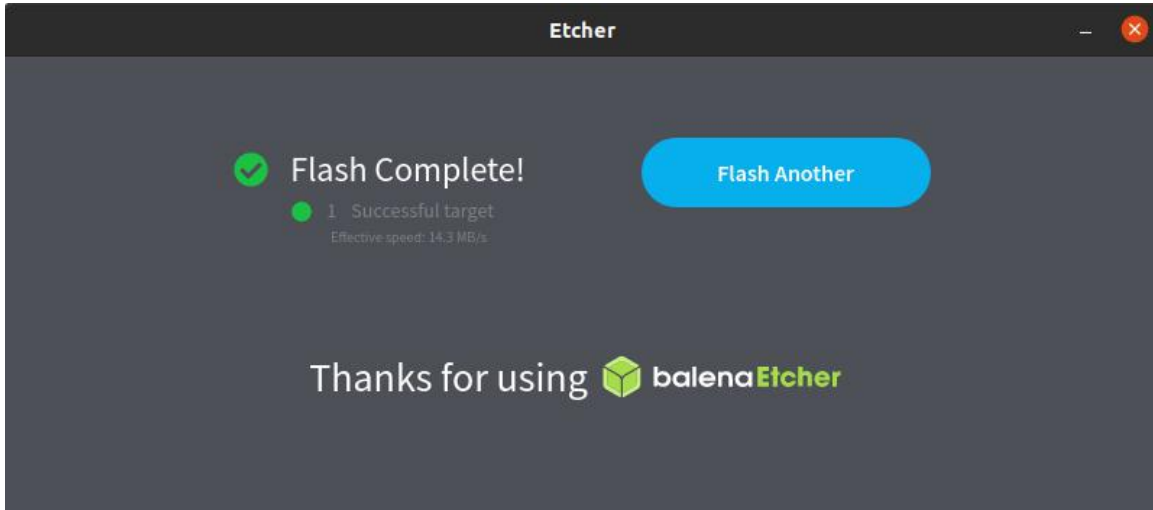 Etcher
Flash Complete!
Flash Another
1 Successful target
Effective speed: 14.3 MB/s
Thanks for using balenaEtcher